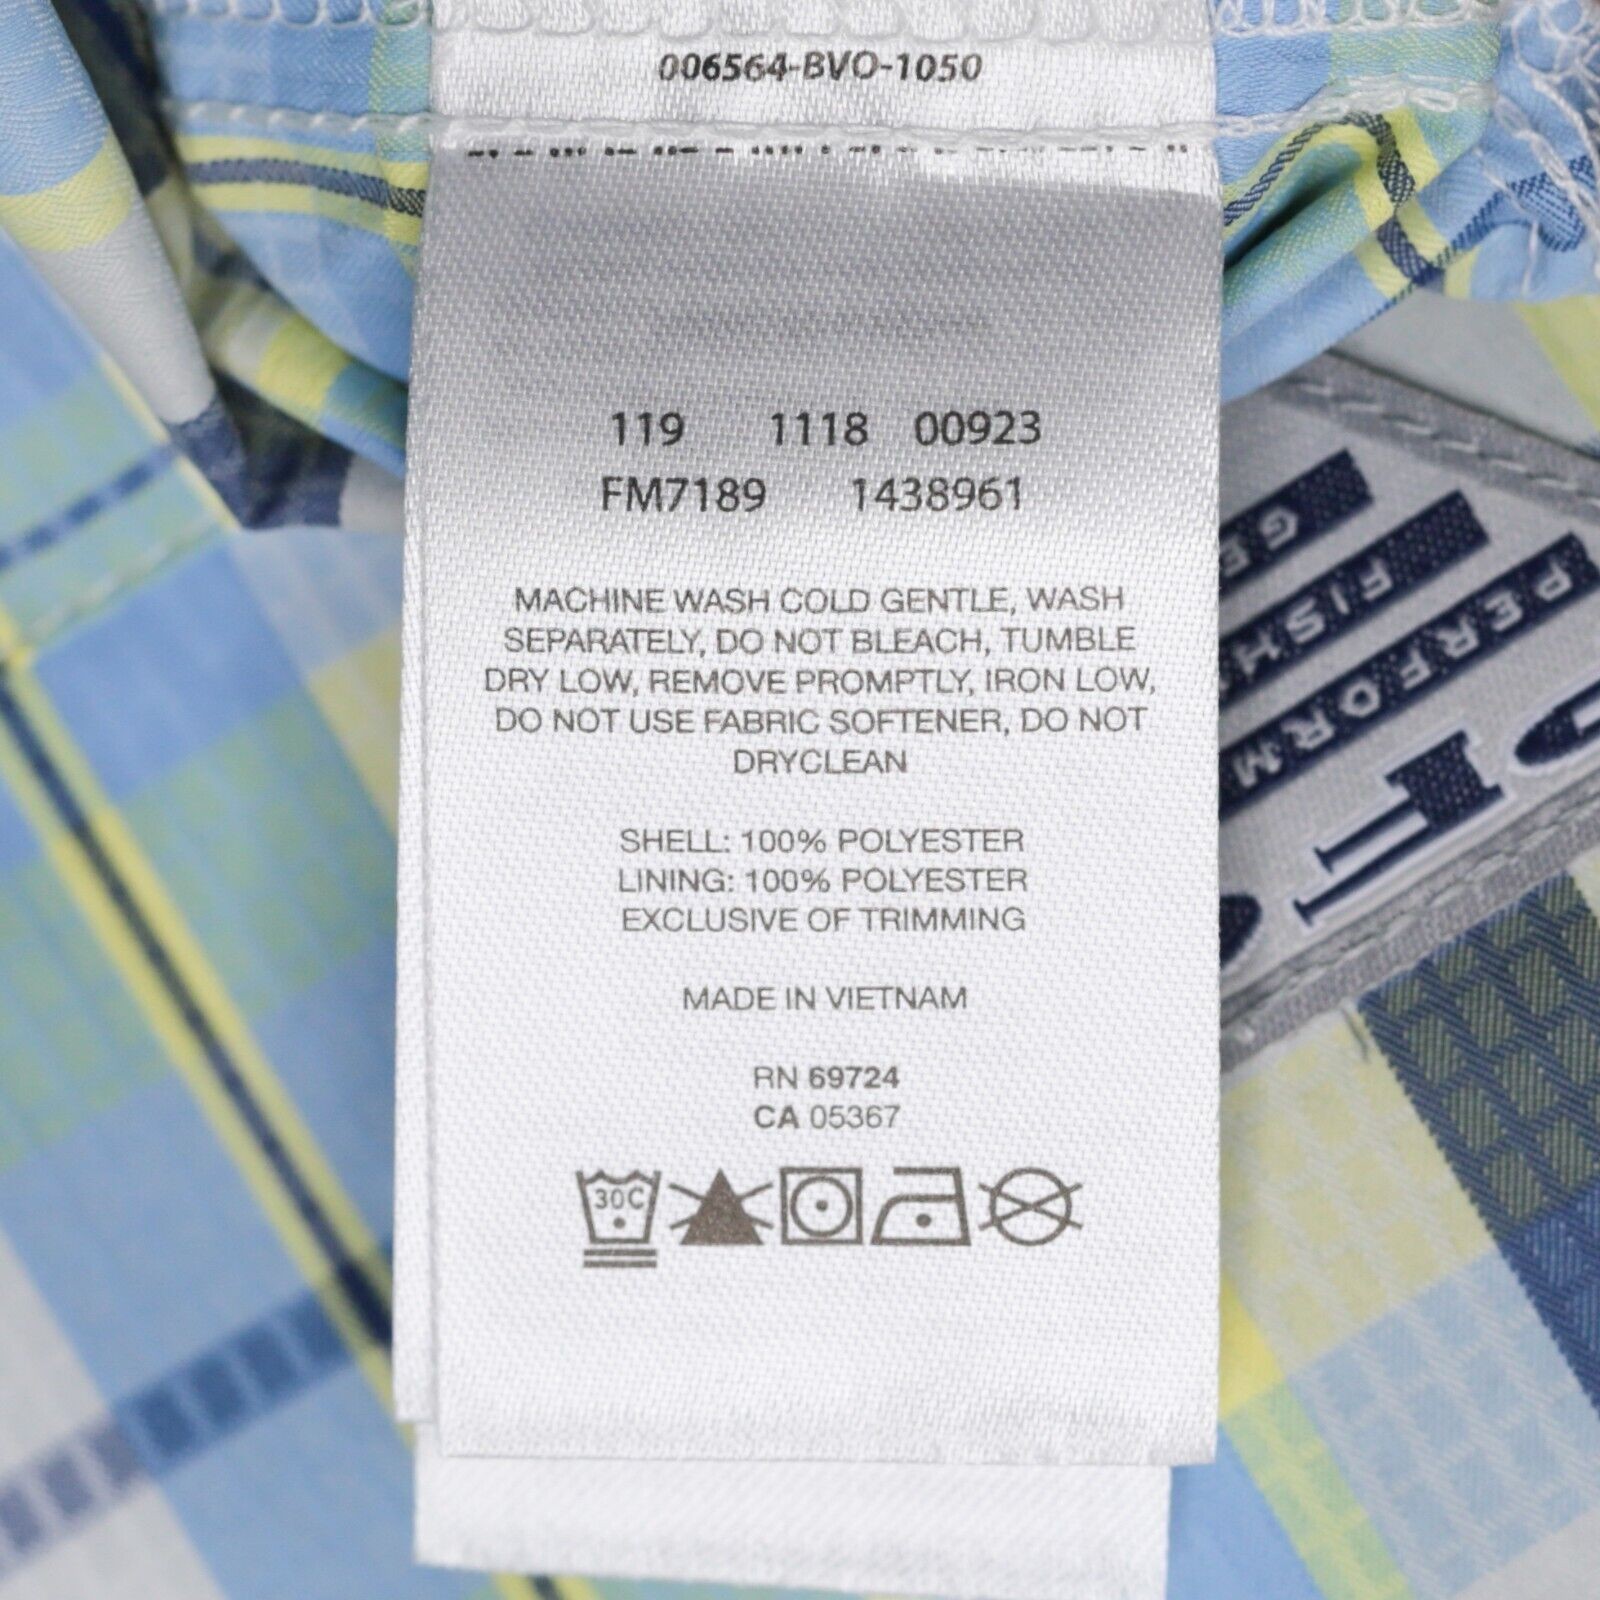 006564-BVO-1050
119 1118 00923
FM7189 1438961
MACHINE WASH COLD GENTLE, WASH
SEPARATELY, DO NOT BLEACH, TUMBLE
DRY LOW, REMOVE PROMPTLY, IRON LOW,
DO NOT USE FABRIC SOFTENER, DO NOT
DRYCLEAN
SHELL: 100% POLYESTER
LINING: 100% POLYESTER
EXCLUSIVE OF TRIMMING
MADE IN VIETNAM
RN 69724
CA 05367
30C
PERFORM
FISH
GE